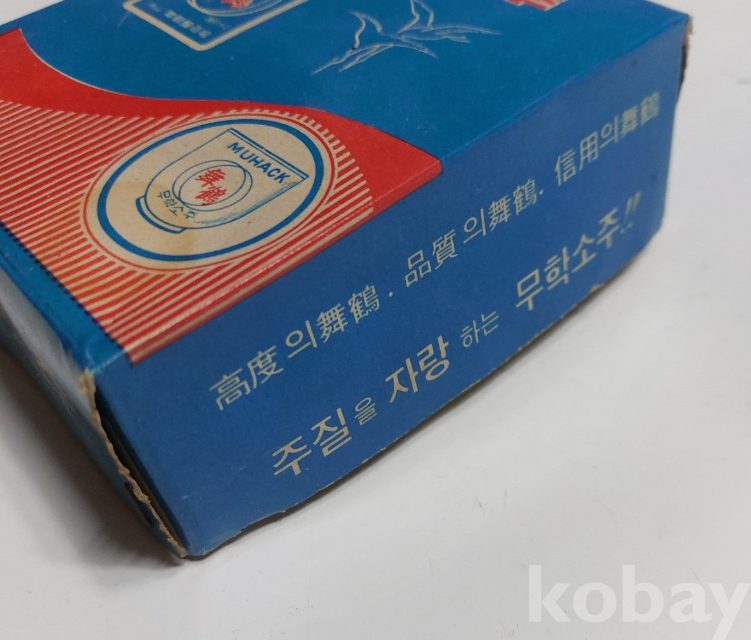 MUHACK
舞鶴
무학소주
高度의舞鶴. 品質의舞鶴. 信用의舞鶴
주질을 자랑하는 무학소주!!
kobay